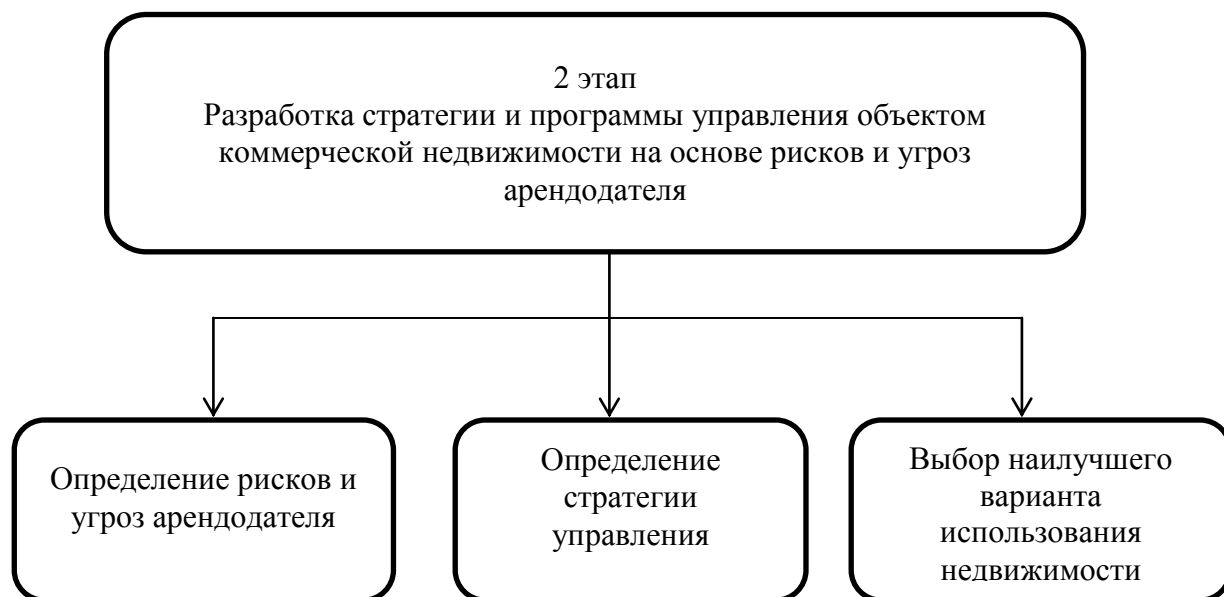 2 этап
Разработка стратегии и программы управления объектом
коммерческой недвижимости на основе рисков и угроз
арендодателя
Определение рисков и
угроз арендодателя
Определение
стратегии
управления
Выбор наилучшего
варианта
использования
недвижимости